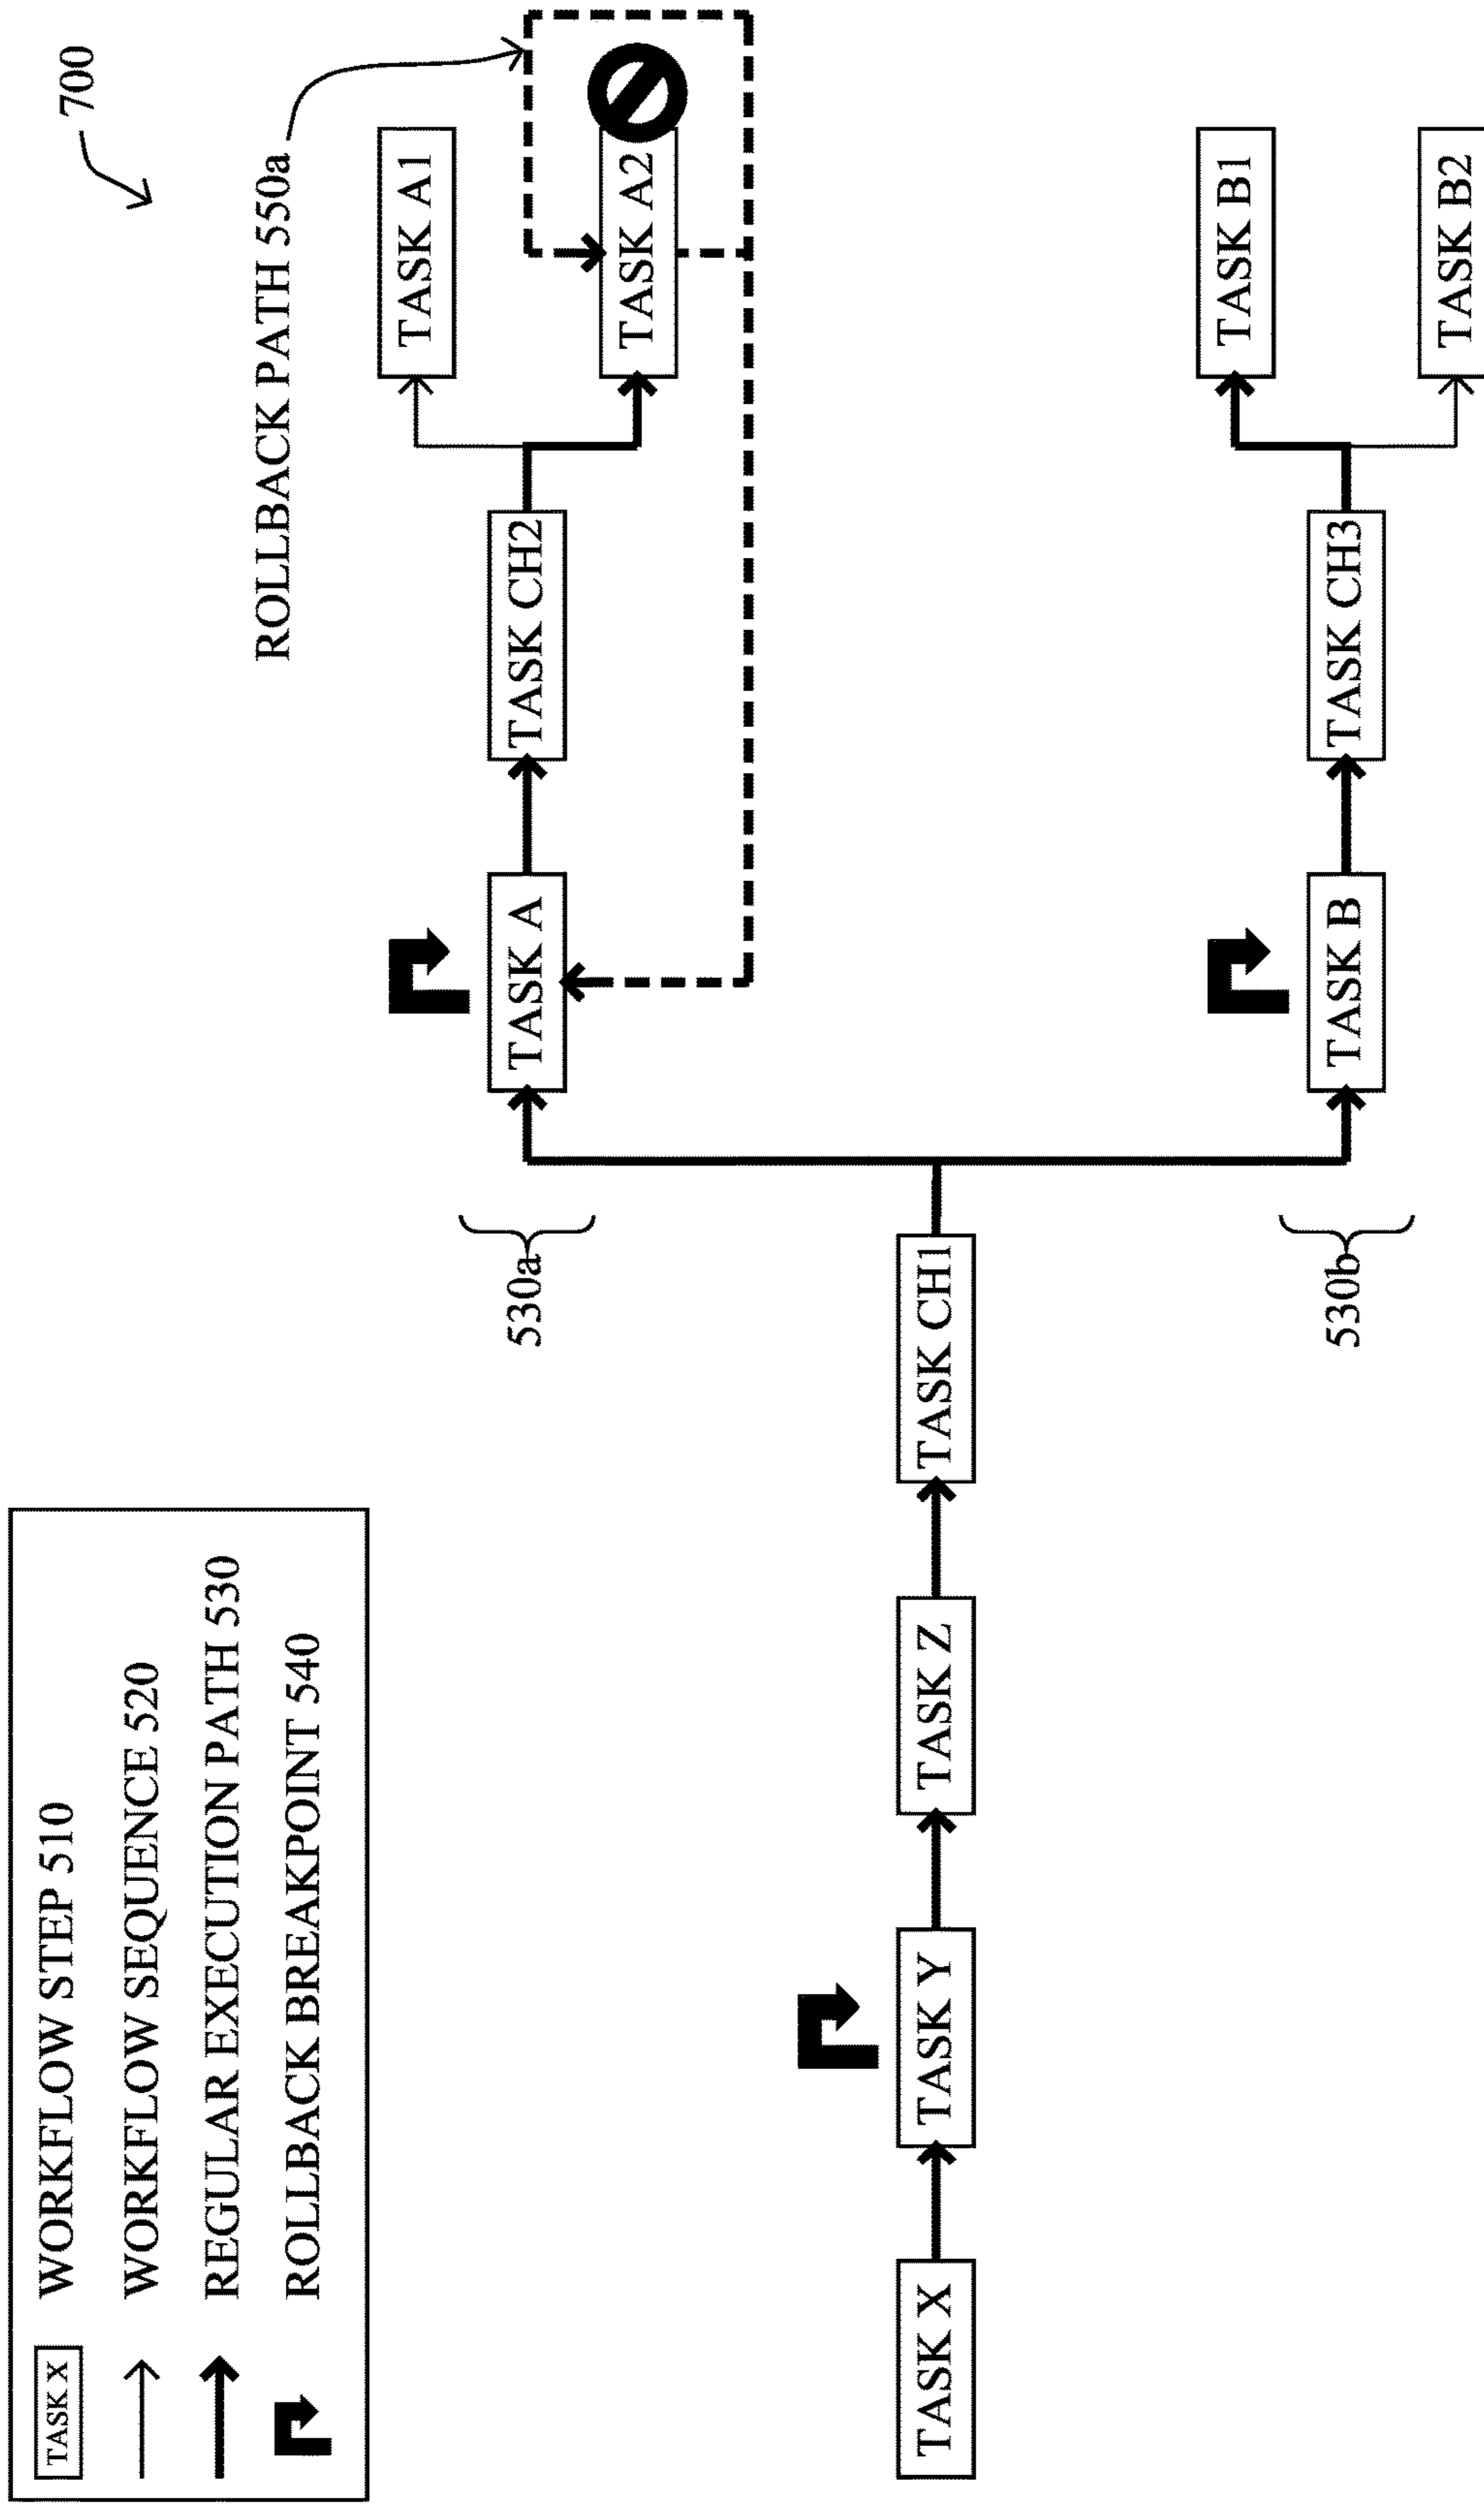 700
TASK X
WORKFLOW STEP 510
WORKFLOW SEQUENCE 520
REGULAR EXECUTION PATH 530
ROLLBACK BREAKPOINT 540
ROLLBACK PATH 550a
TASK A1
TASK A
TASK CH2
TASK A2
530a
TASK X
TASK Y
TASK Z
TASK CH1
530b
TASK B1
TASK B
TASK CH3
TASK B2